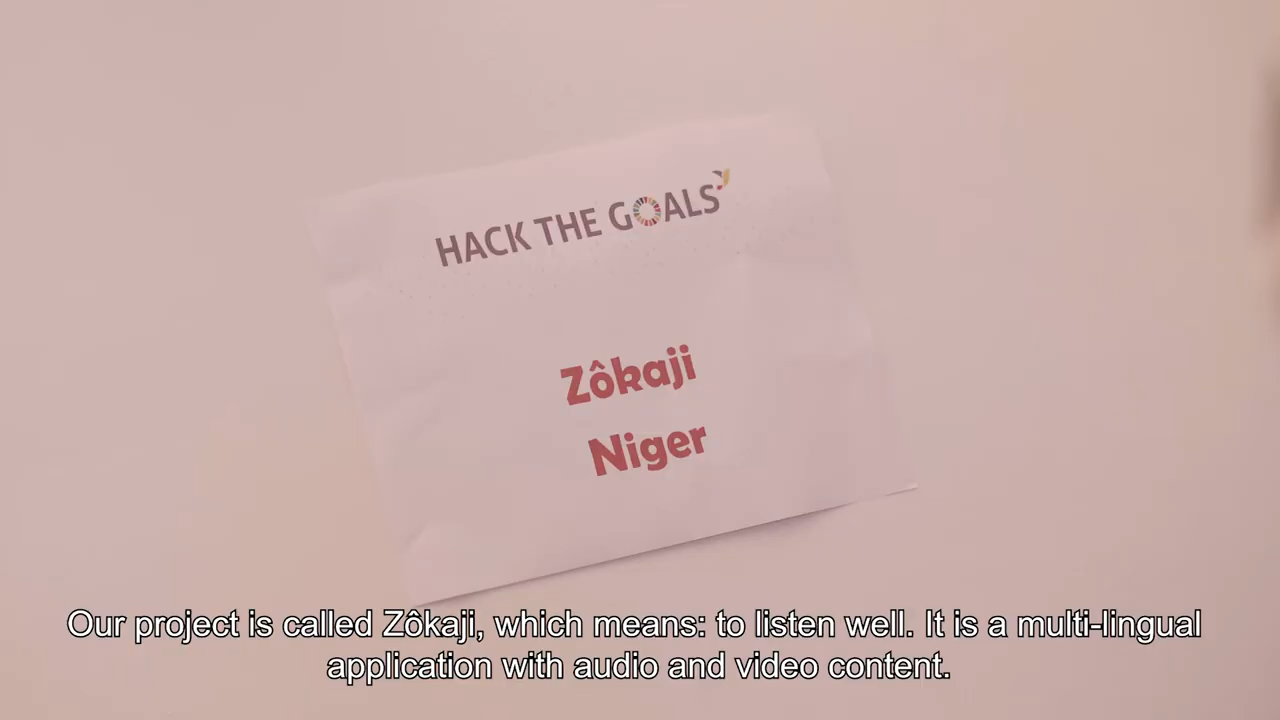 HACK THE GOALS
Zôkaji
Niger
Our project is called Zôkaji, which means: to listen well. It is a multi-lingual
application with audio and video content.